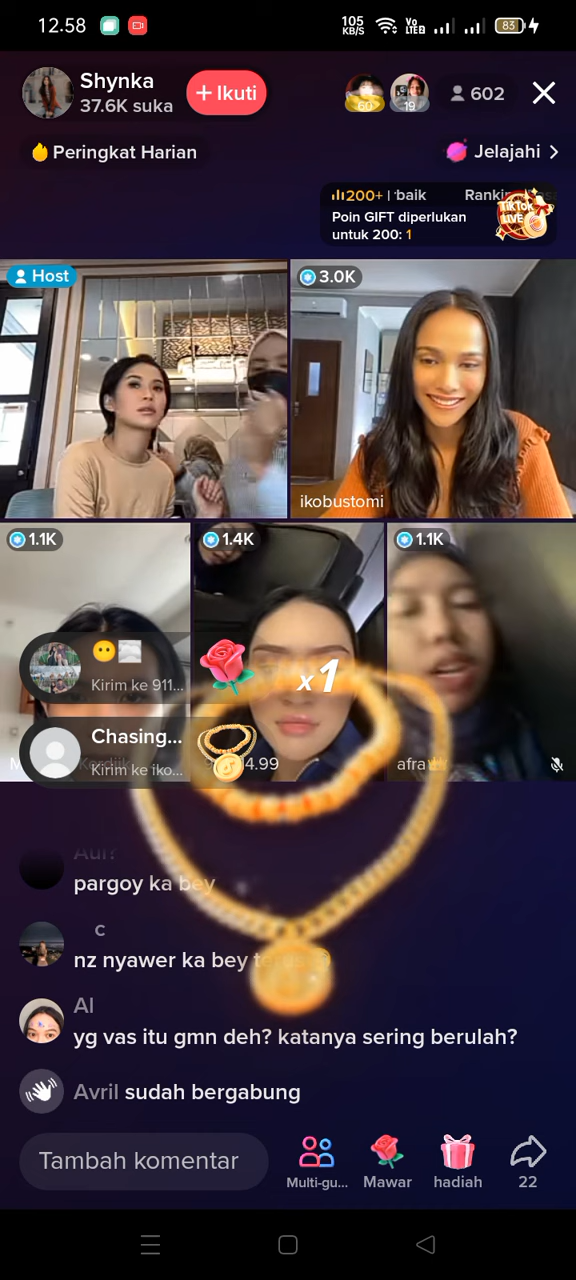 12.58
105
KB/S
Vo
LTE2
83
Shynka
37.6K suka
+ Ikuti
60
19
602
Peringkat Harian
Jelajahi >
200+ | baik
Poin GIFT diperlukan
untuk 200: 1
TikTok
LIVE
Host
3.0K
ikobustomi
1.1K
1.4K
1.1K
Kirim ke 911...
x1
Chasing...
Kirim ke iko...
4.99
afra
pargoy ka bey
c
nz nyawer ka bey
Al
yg vas itu gmn deh? katanya sering berulah?
Avril sudah bergabung
Tambah komentar
Multi-gu...
Mawar
hadiah
22